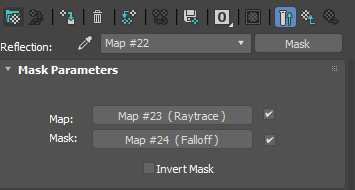 0
Reflection: Map #22 Mask
Mask Parameters
Map: Map #23 (Raytrace)
Mask: Map #24 (Falloff)
Invert Mask